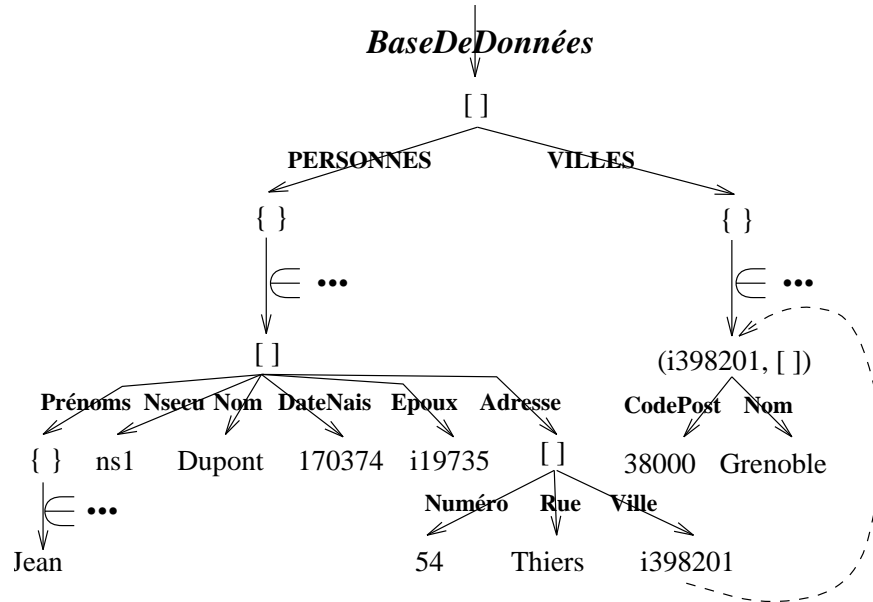 BaseDeDonnées
[ ]
PERSONNES VILLES
{ } { }
∈ ••• ∈ •••
[ ] (i398201, [ ])
Prénoms Nsecu Nom DateNais Epoux Adresse CodePost Nom
{ } ns1 Dupont 170374 i19735 [ ] 38000 Grenoble
∈ ••• Numéro Rue Ville
Jean 54 Thiers i398201